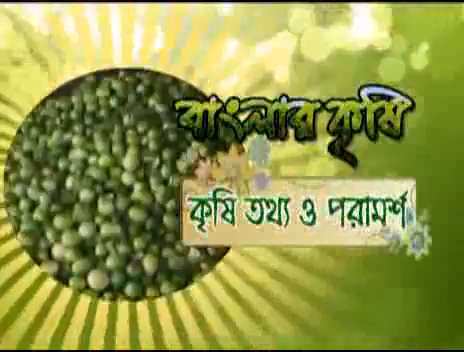 বাংলার কৃষি
কৃষি তথ্য ও পরামর্শ